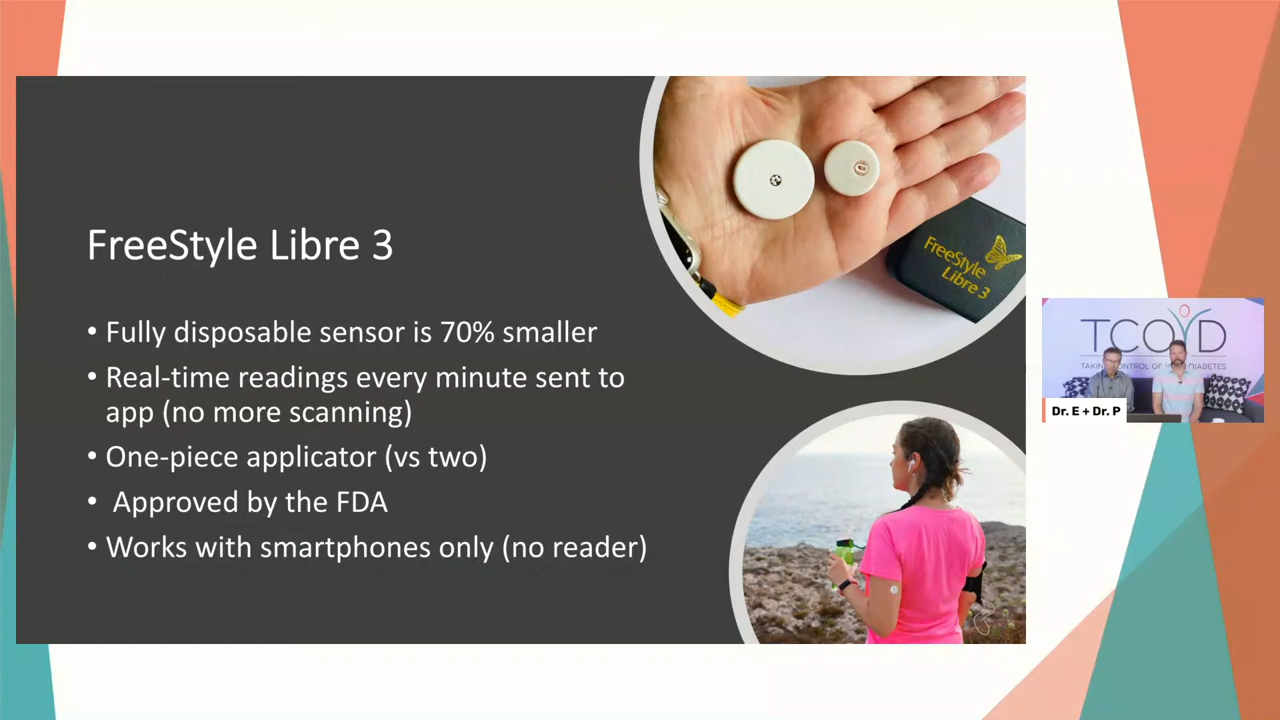 FreeStyle Libre 3
• Fully disposable sensor is 70% smaller
• Real-time readings every minute sent to
app (no more scanning)
• One-piece applicator (vs two)
• Approved by the FDA
• Works with smartphones only (no reader)
FreeStyle
Libre 3
TCOYD
TAKING CONTROL OF YOUR DIABETES
Dr. E + Dr. P